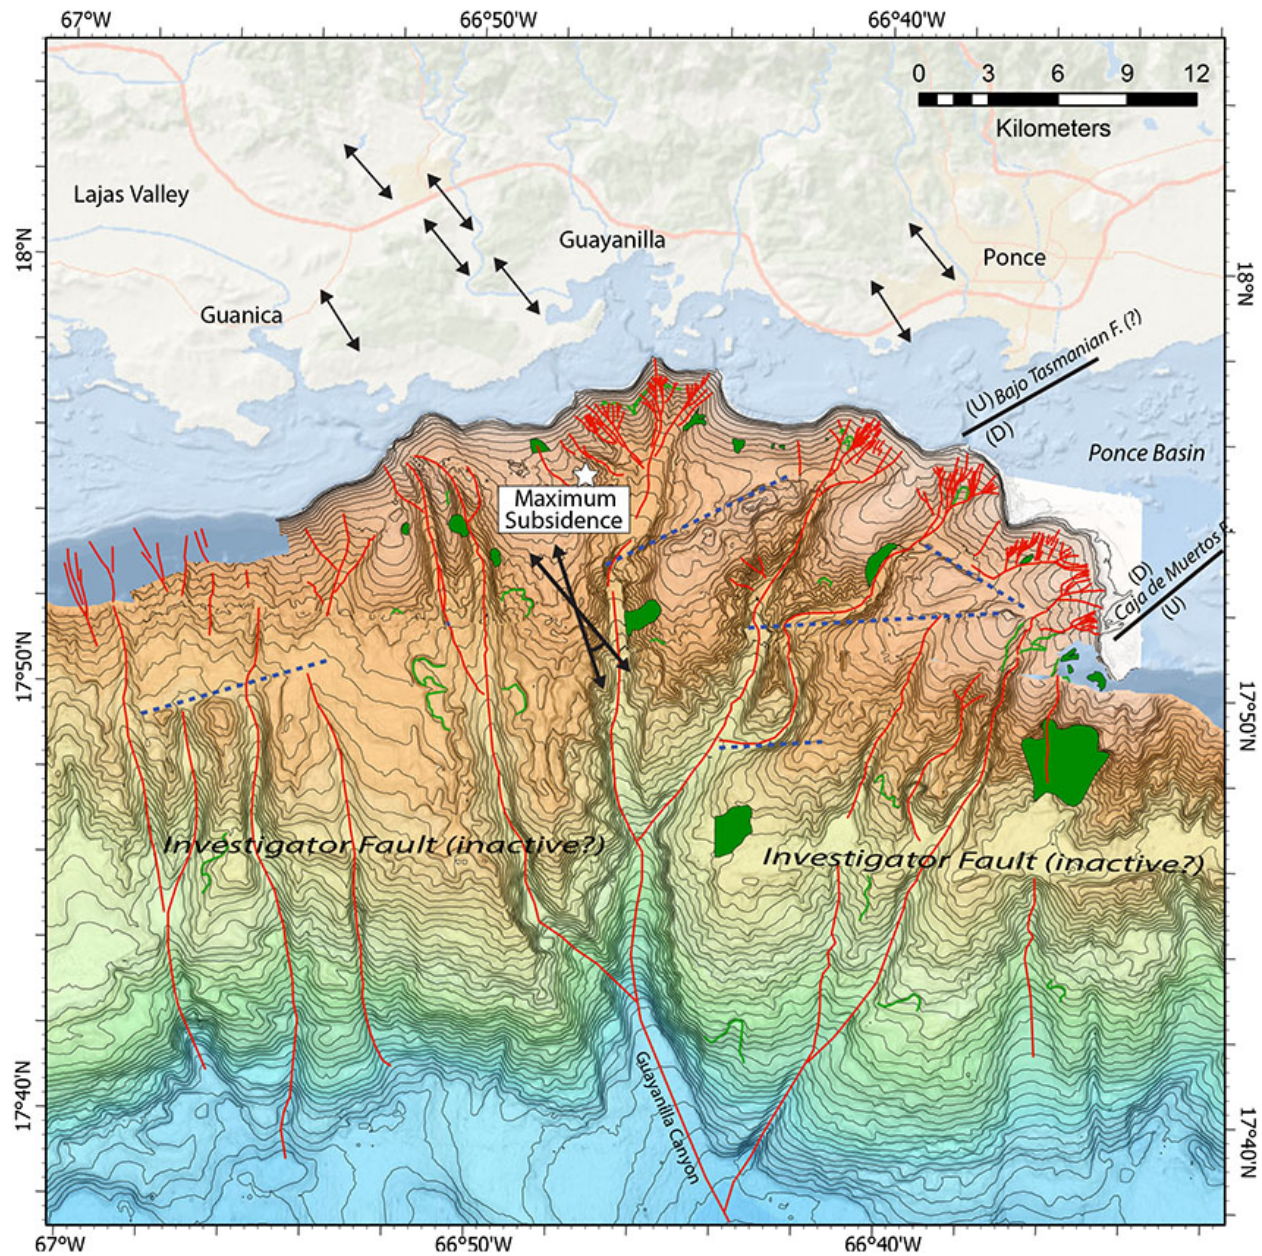 67°W 66°50'W 66°40'W
0 3 6 9 12
Kilometers
Lajas Valley
18°N
Guayanilla
Ponce
18°N
Guanica
(U) Bajo Tasmanian F. (?)
(D)
Ponce Basin
Maximum
Subsidence
(D)
Caja de Muertos F.
(U)
17°50'N
17°50'N
Investigator Fault (inactive?)
Investigator Fault (inactive?)
Guayanilla Canyon
17°40'N
17°40'N
67°W 66°50'W 66°40'W